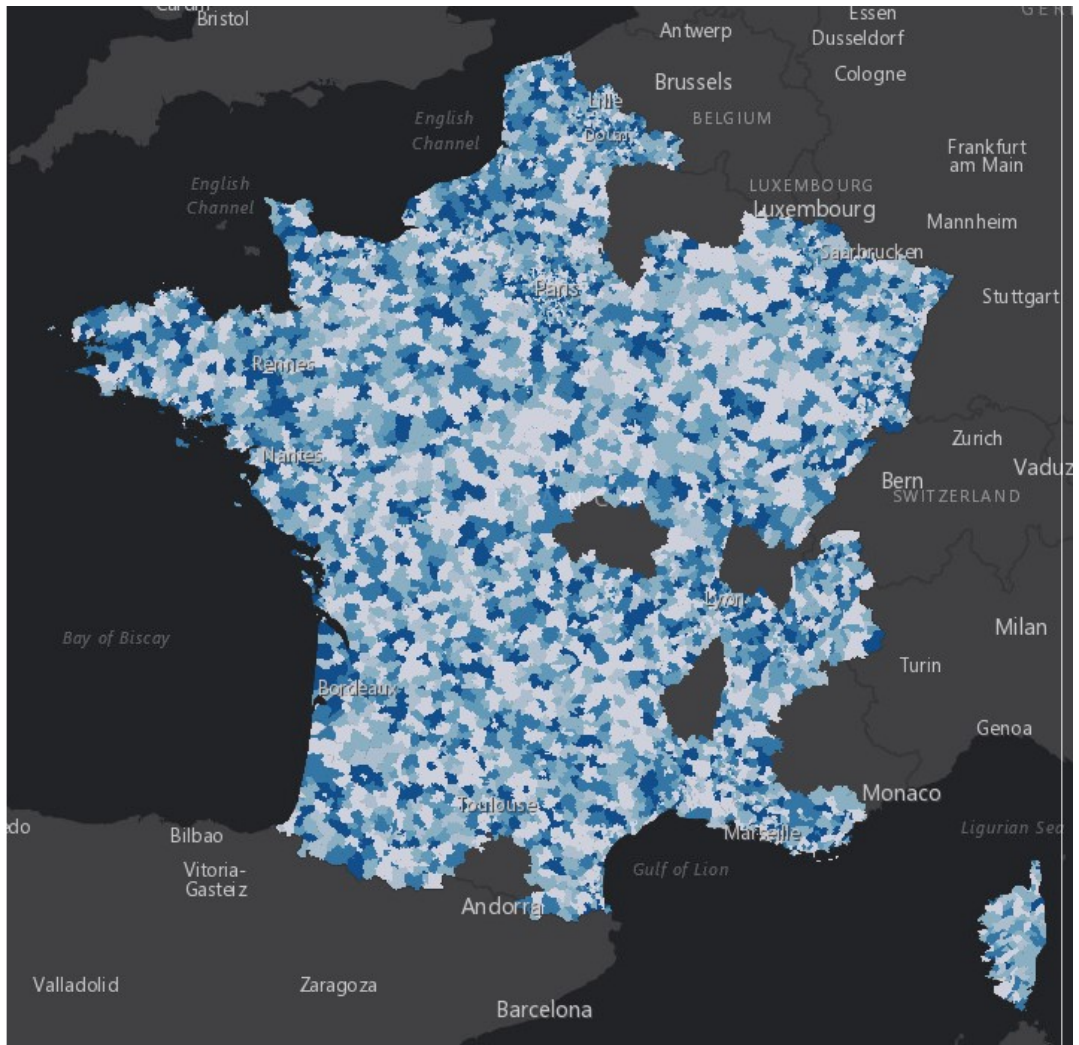 Bristol
Essen
Antwerp
Dusseldorf
Cologne
Brussels
Lille
BELGIUM
English
Channel
Douai
Frankfurt
am Main
English
Channel
LUXEMBOURG
Luxembourg
Mannheim
Saarbrucken
Paris
Stuttgart
Rennes
Zurich
Nantes
Vaduz
Bern
SWITZERLAND
Lyon
Bay of Biscay
Milan
Turin
Bordeaux
Genoa
Monaco
Toulouse
Marseille
Ligurian Sea
Bilbao
Gulf of Lion
Vitoria-
Gasteiz
Andorra
Valladolid
Zaragoza
Barcelona